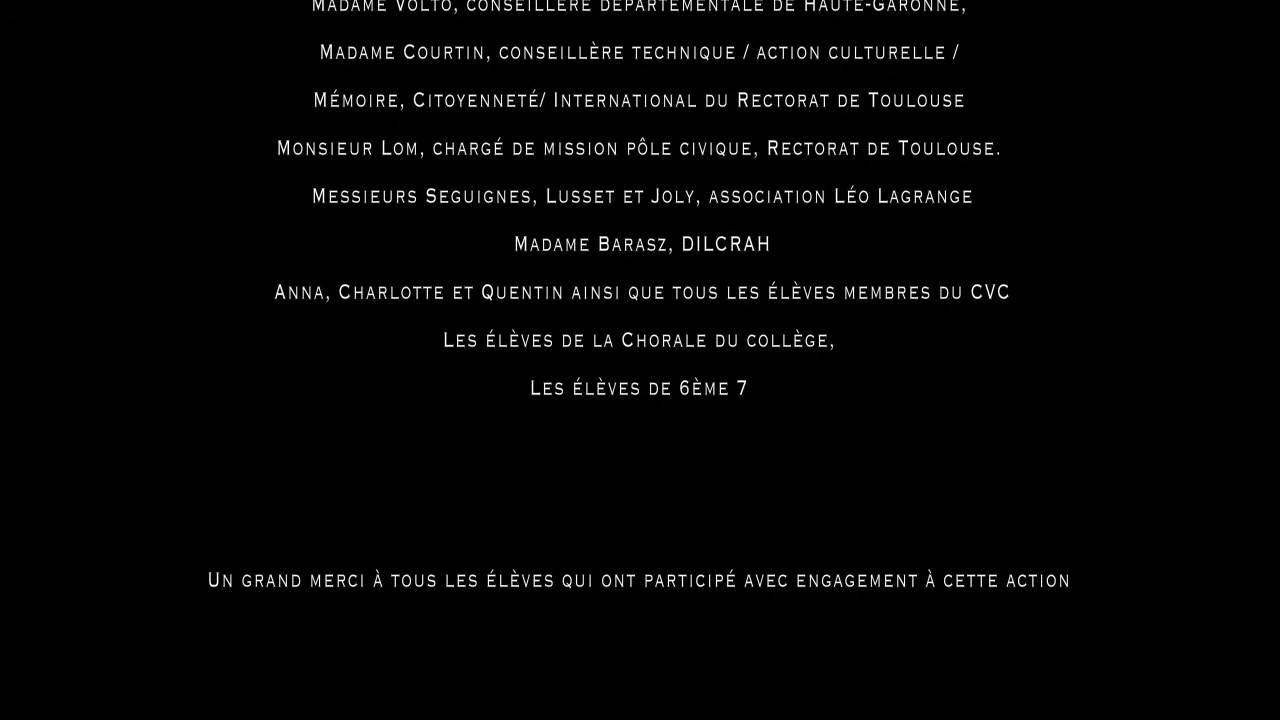 Madame Volto, conseillère départementale de Haute-Garonne,
Madame Courtin, conseillère technique / action culturelle /
Mémoire, Citoyenneté/ International du Rectorat de Toulouse
Monsieur Lom, chargé de mission pôle civique, Rectorat de Toulouse.
Messieurs Seguignes, Lusset et Joly, association Léo Lagrange
Madame Barasz, DILCRAH
Anna, Charlotte et Quentin ainsi que tous les élèves membres du CVC
Les élèves de la Chorale du collège,
Les élèves de 6ème 7
Un grand merci à tous les élèves qui ont participé avec engagement à cette action